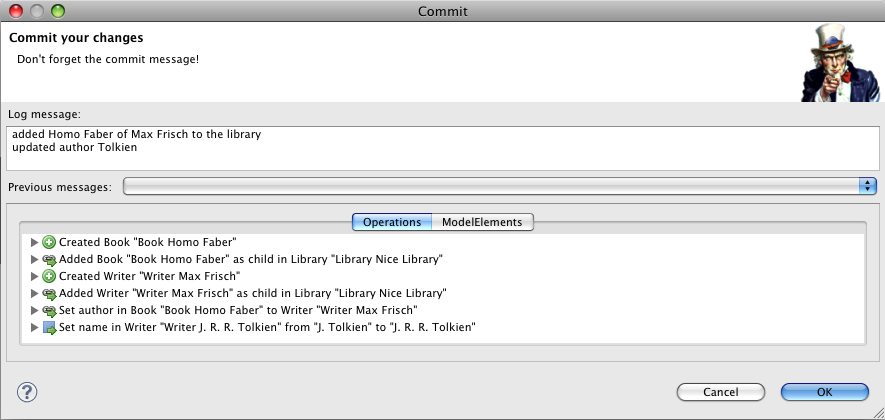 Commit
Commit your changes
Don't forget the commit message!
Log message:
added Homo Faber of Max Frisch to the library
updated author Tolkien
Previous messages:
Operations ModelElements
Created Book "Book Homo Faber"
Added Book "Book Homo Faber" as child in Library "Library Nice Library"
Created Writer "Writer Max Frisch"
Added Writer "Writer Max Frisch" as child in Library "Library Nice Library"
Set author in Book "Book Homo Faber" to Writer "Writer Max Frisch"
Set name in Writer "Writer J. R. R. Tolkien" from "J. Tolkien" to "J. R. R. Tolkien"
? Cancel OK